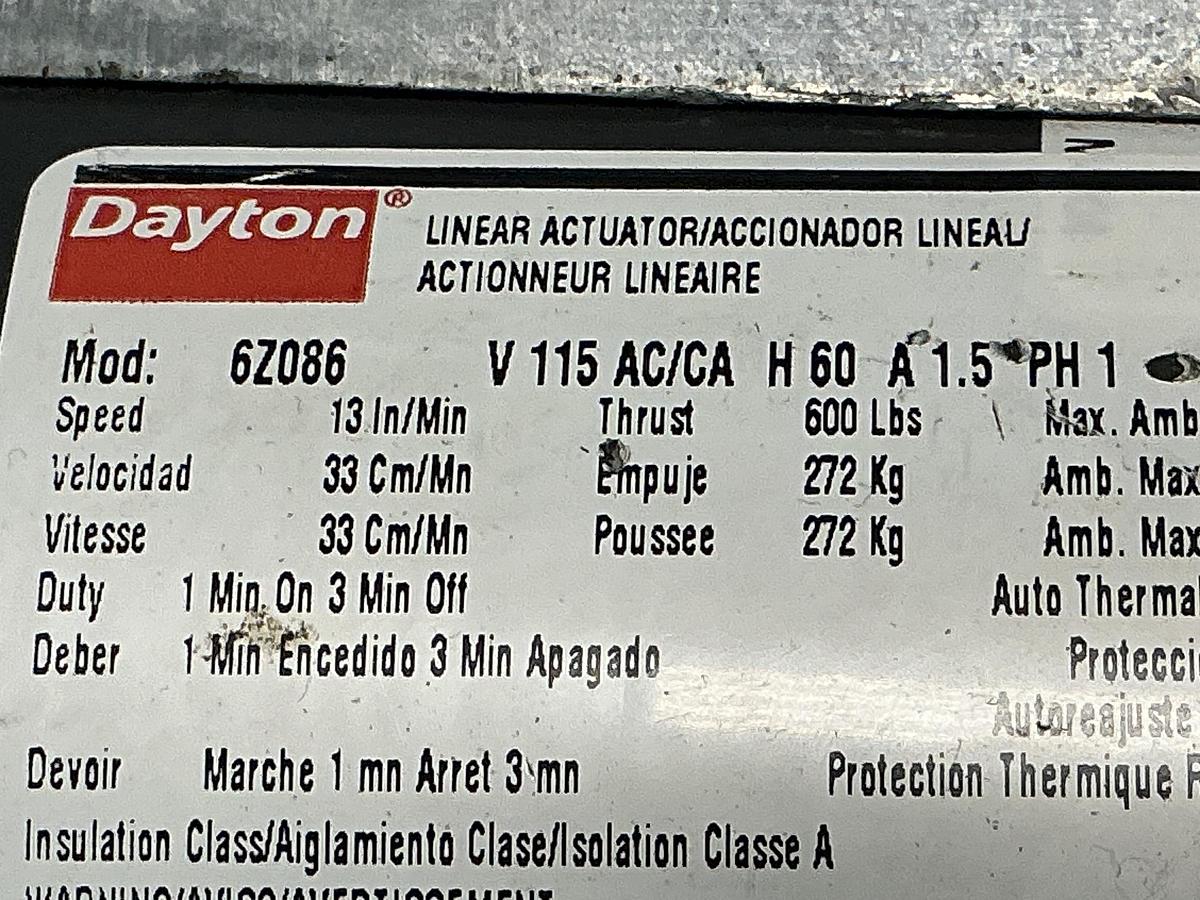 Dayton® LINEAR ACTUATOR/ACCIONADOR LINEAL/
ACTIONNEUR LINEAIRE
Mod: 6Z086 V 115 AC/CA H 60 A 1.5 PH 1
Speed 13 In/Min Thrust 600 Lbs Max. Amb
Velocidad 33 Cm/Mn Empuje 272 Kg Amb. Max
Vitesse 33 Cm/Mn Poussee 272 Kg Amb. Max
Duty 1 Min On 3 Min Off Auto Thermal
Deber 1 Min Encedido 3 Min Apagado Protecci
Autoreajuste
Devoir Marche 1 mn Arret 3 mn Protection Thermique R
Insulation Class/Aiglamiento Clase/Isolation Classe A
WARNING/AVISO/AVERTISSEMENT